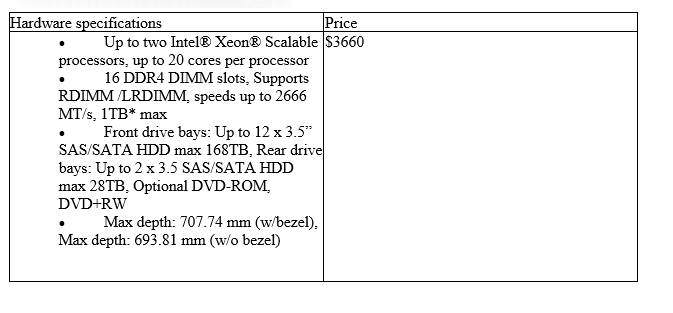 Hardware specifications
Price
• Up to two Intel® Xeon® Scalable
$3660
processors, up to 20 cores per processor
• 16 DDR4 DIMM slots, Supports
RDIMM /LRDIMM, speeds up to 2666
MT/s, 1TB* max
• Front drive bays: Up to 12 x 3.5”
SAS/SATA HDD max 168TB, Rear drive
bays: Up to 2 x 3.5 SAS/SATA HDD
max 28TB, Optional DVD-ROM,
DVD+RW
• Max depth: 707.74 mm (w/bezel),
Max depth: 693.81 mm (w/o bezel)